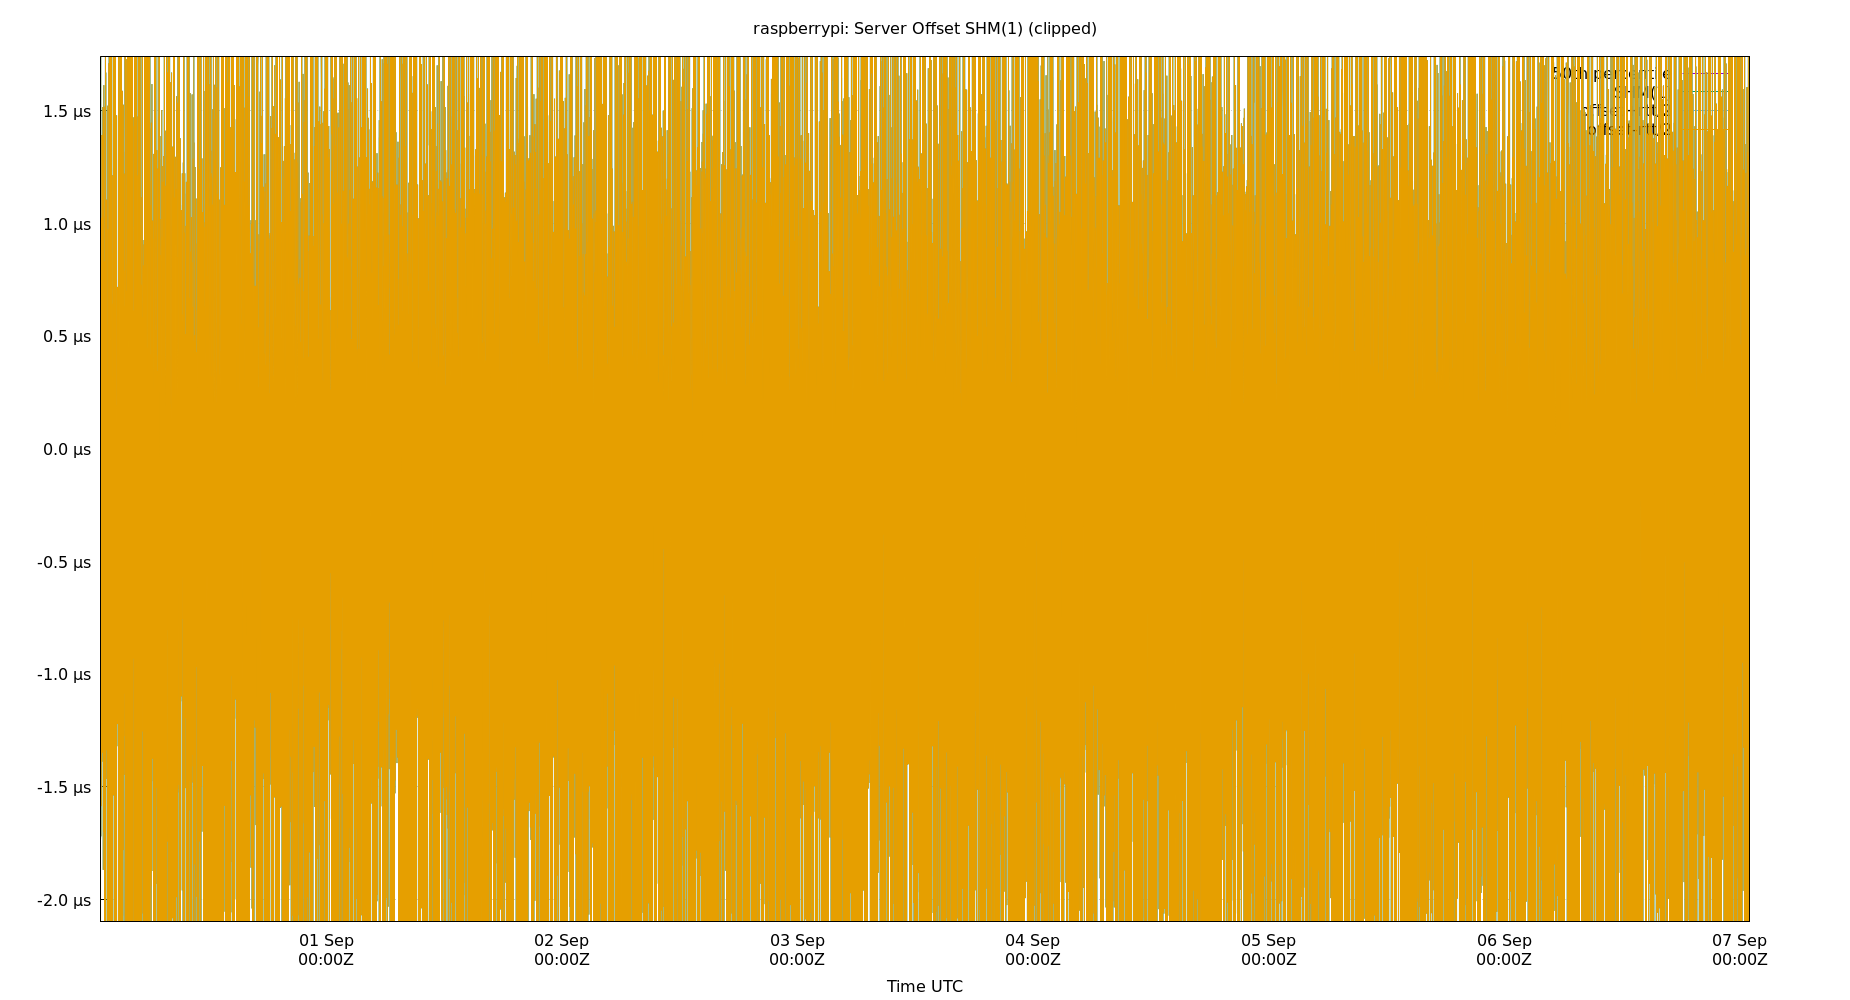 raspberrypi: Server Offset SHM(1) (clipped)
1.5 µs
1.0 µs
0.5 µs
0.0 µs
-0.5 µs
-1.0 µs
-1.5 µs
-2.0 µs
01 Sep
00:00Z
02 Sep
00:00Z
03 Sep
00:00Z
04 Sep
00:00Z
05 Sep
00:00Z
06 Sep
00:00Z
07 Sep
00:00Z
Time UTC